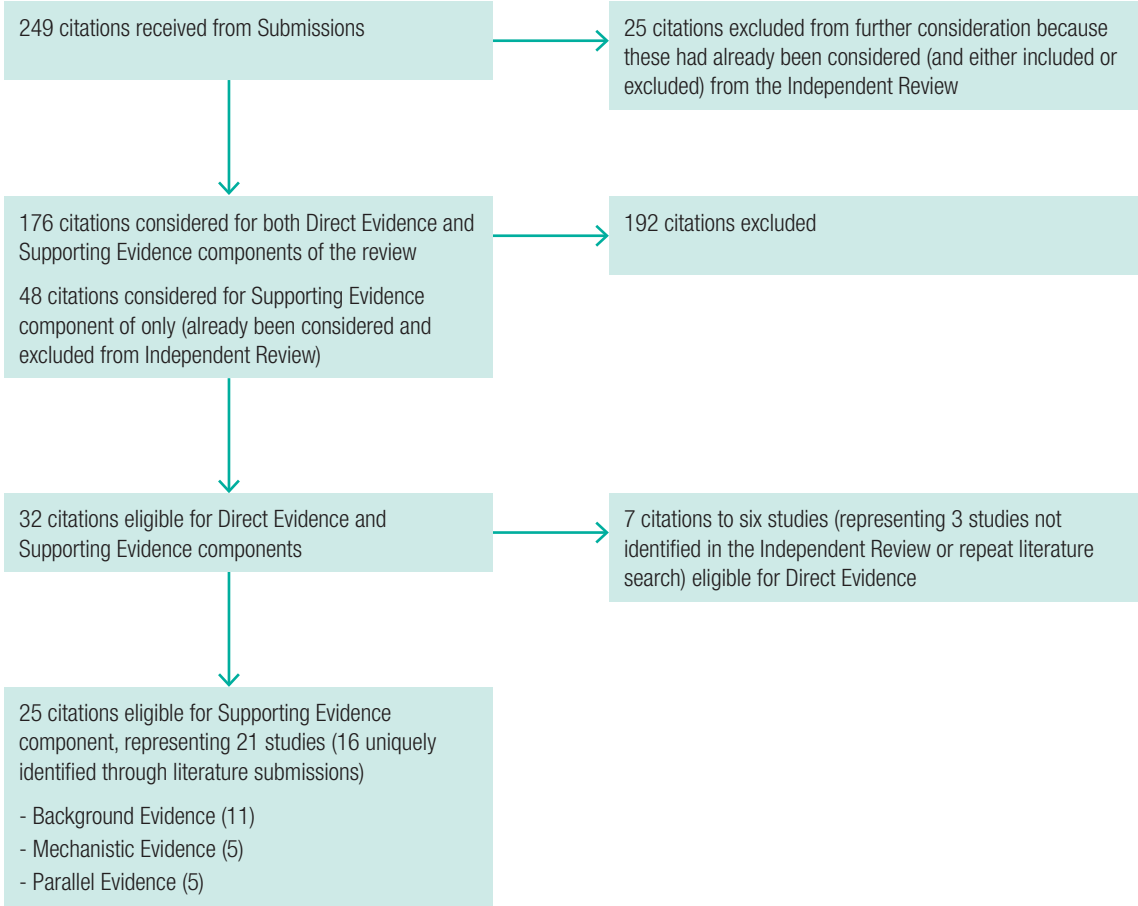 249 citations received from Submissions
25 citations excluded from further consideration because
these had already been considered (and either included or
excluded) from the Independent Review
176 citations considered for both Direct Evidence and
Supporting Evidence components of the review
48 citations considered for Supporting Evidence
component of only (already been considered and
excluded from Independent Review)
192 citations excluded
32 citations eligible for Direct Evidence and
Supporting Evidence components
7 citations to six studies (representing 3 studies not
identified in the Independent Review or repeat literature
search) eligible for Direct Evidence
25 citations eligible for Supporting Evidence
component, representing 21 studies (16 uniquely
identified through literature submissions)
- Background Evidence (11)
- Mechanistic Evidence (5)
- Parallel Evidence (5)